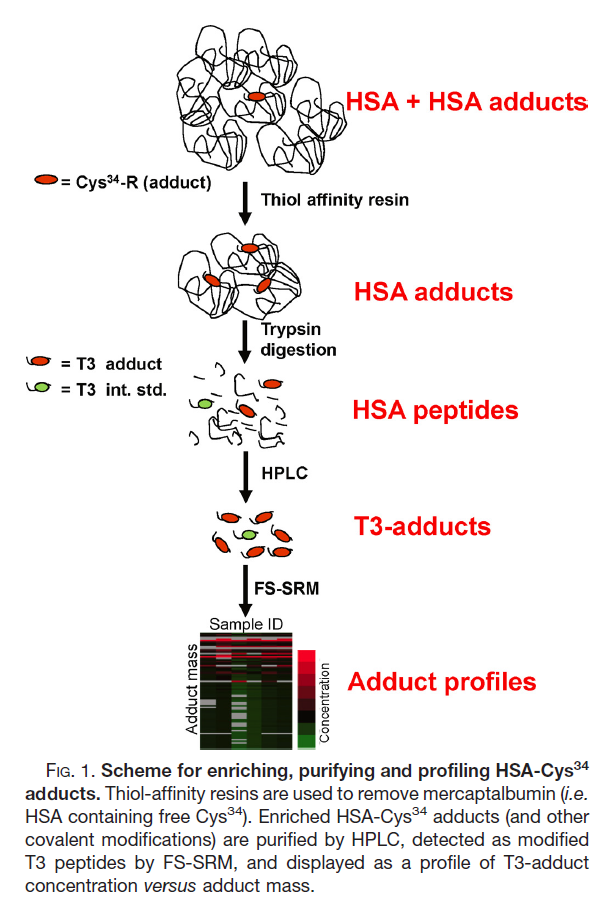 HSA + HSA adducts
= Cys³⁴-R (adduct)
Thiol affinity resin
HSA adducts
Trypsin
digestion
= T3 adduct
= T3 int. std.
HSA peptides
HPLC
T3-adducts
FS-SRM
Sample ID
Adduct mass
Concentration
Adduct profiles
FIG. 1. Scheme for enriching, purifying and profiling HSA-Cys³⁴
adducts. Thiol-affinity resins are used to remove mercaptalbumin (i.e.
HSA containing free Cys³⁴). Enriched HSA-Cys³⁴ adducts (and other
covalent modifications) are purified by HPLC, detected as modified
T3 peptides by FS-SRM, and displayed as a profile of T3-adduct
concentration versus adduct mass.